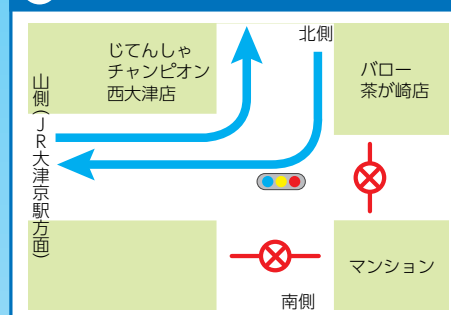 北側
じてんしゃ
チャンピオン
西大津店
バロー
茶が崎店
山側(JR大津京駅方面)
マンション
南側